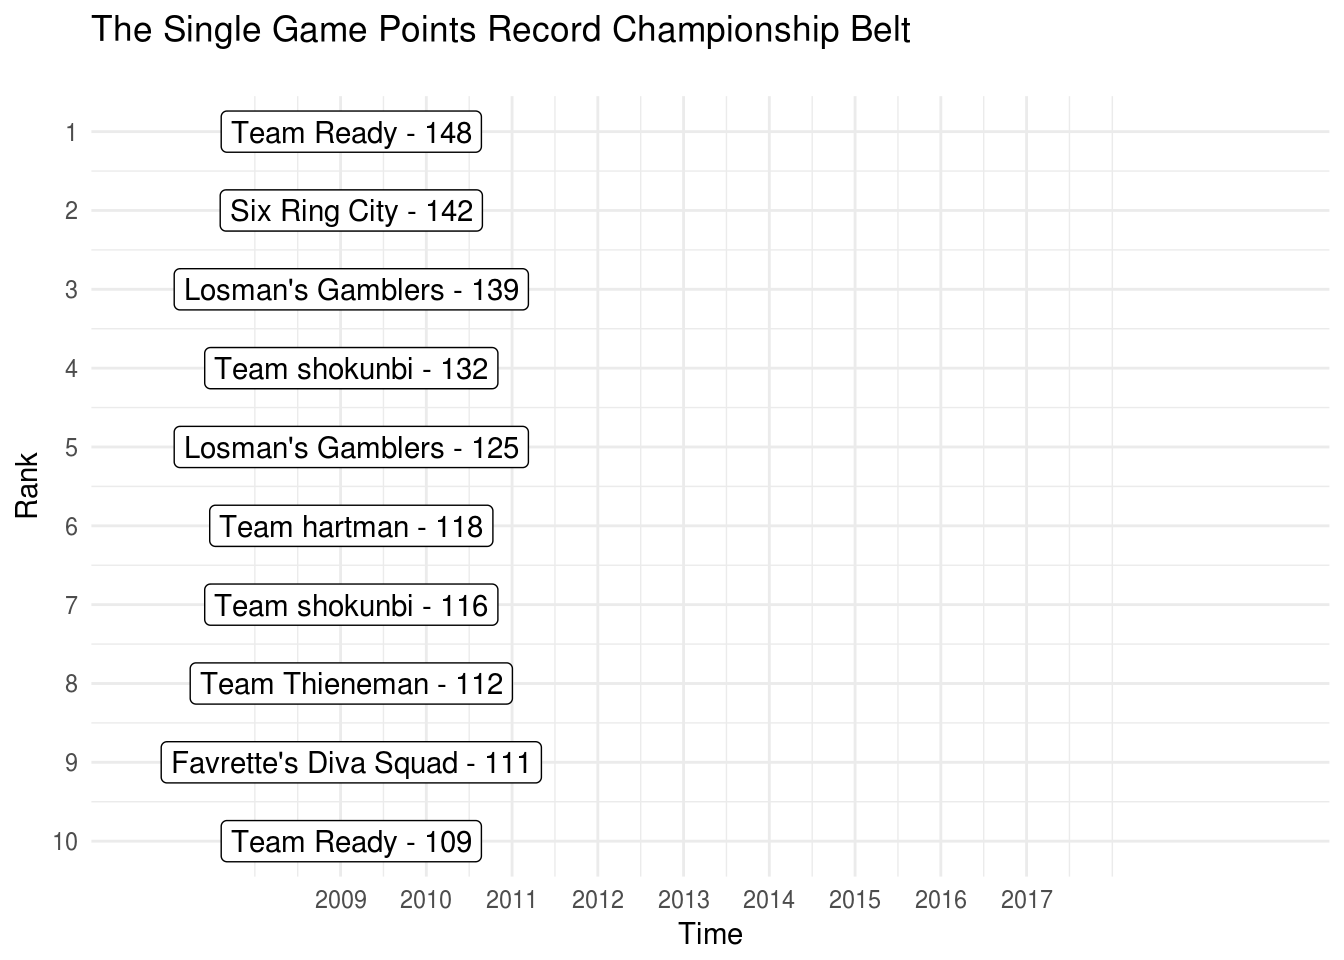 The Single Game Points Record Championship Belt
1
Team Ready - 148
2
Six Ring City - 142
3
Losman's Gamblers - 139
4
Team shokunbi - 132
5
Losman's Gamblers - 125
Rank
6
Team hartman - 118
7
Team shokunbi - 116
8
Team Thieneman - 112
9
Favrette's Diva Squad - 111
10
Team Ready - 109
2009 2010 2011 2012 2013 2014 2015 2016 2017
Time